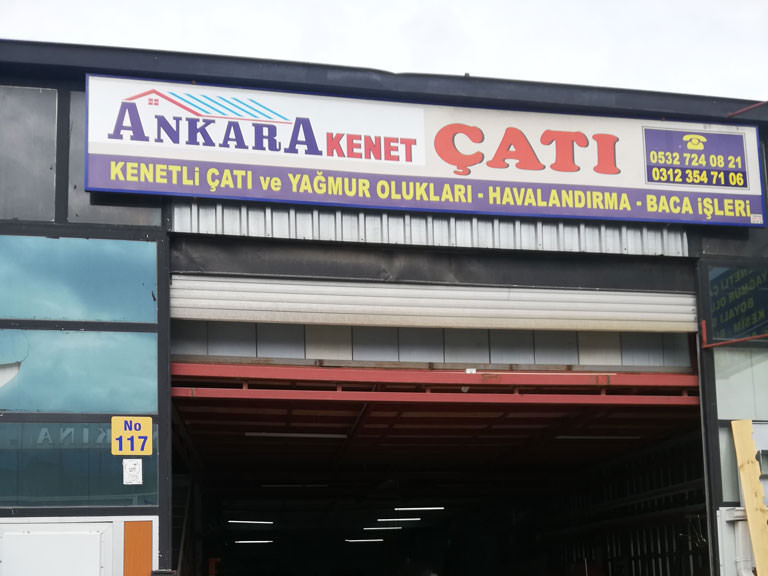 ANKARA KENET ÇATI
0532 724 08 21
0312 354 71 06
KENETLİ ÇATI ve YAĞMUR OLUKLARI - HAVALANDIRMA - BACA İŞLERİ
No
117